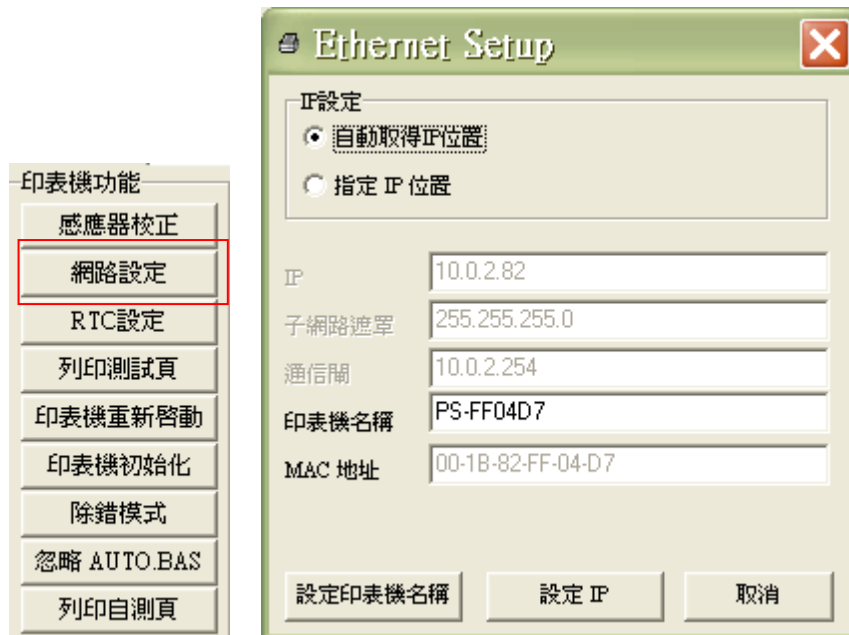 印表機功能
感應器校正
網路設定
RTC設定
列印測試頁
印表機重新啓動
印表機初始化
除錯模式
忽略 AUTO.BAS
列印自測頁
Ethernet Setup
IP設定
自動取得IP位置
指定 IP 位置
IP 10.0.2.82
子網路遮罩 255.255.255.0
通信閘 10.0.2.254
印表機名稱 PS-FF04D7
MAC 地址 00-1B-82-FF-04-D7
設定印表機名稱 設定 IP 取消